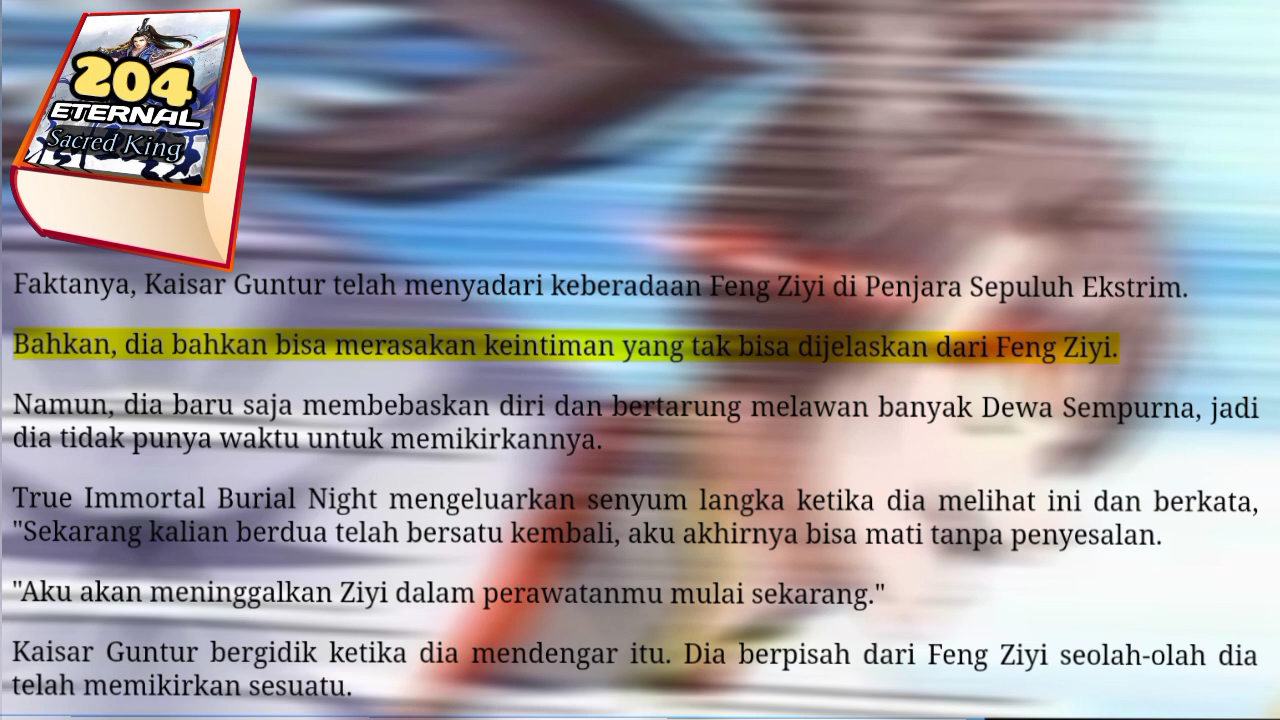 204
ETERNAL
Sacred King
Faktanya, Kaisar Guntur telah menyadari keberadaan Feng Ziyi di Penjara Sepuluh Ekstrim.
Bahkan, dia bahkan bisa merasakan keintiman yang tak bisa dijelaskan dari Feng Ziyi.
Namun, dia baru saja membebaskan diri dan bertarung melawan banyak Dewa Sempurna, jadi
dia tidak punya waktu untuk memikirkannya.
True Immortal Burial Night mengeluarkan senyum langka ketika dia melihat ini dan berkata,
"Sekarang kalian berdua telah bersatu kembali, aku akhirnya bisa mati tanpa penyesalan.
"Aku akan meninggalkan Ziyi dalam perawatanmu mulai sekarang."
Kaisar Guntur bergidik ketika dia mendengar itu. Dia berpisah dari Feng Ziyi seolah-olah dia
telah memikirkan sesuatu.